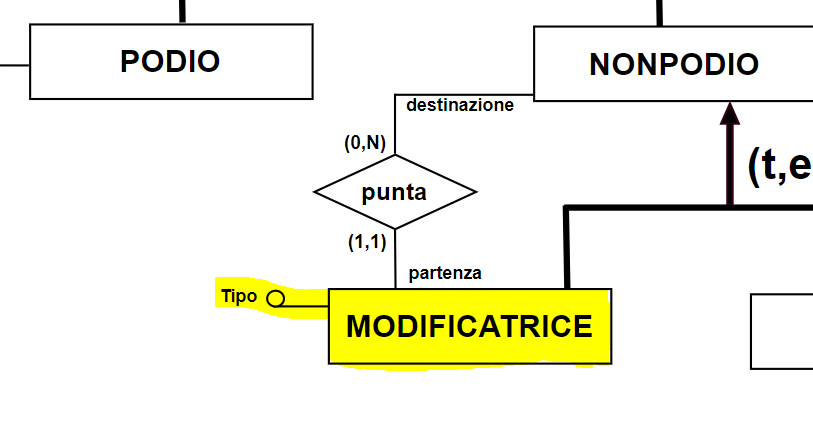 PODIO
NONPODIO
destinazione
(0,N)
(t,e
punta
(1,1)
partenza
Tipo
MODIFICATRICE